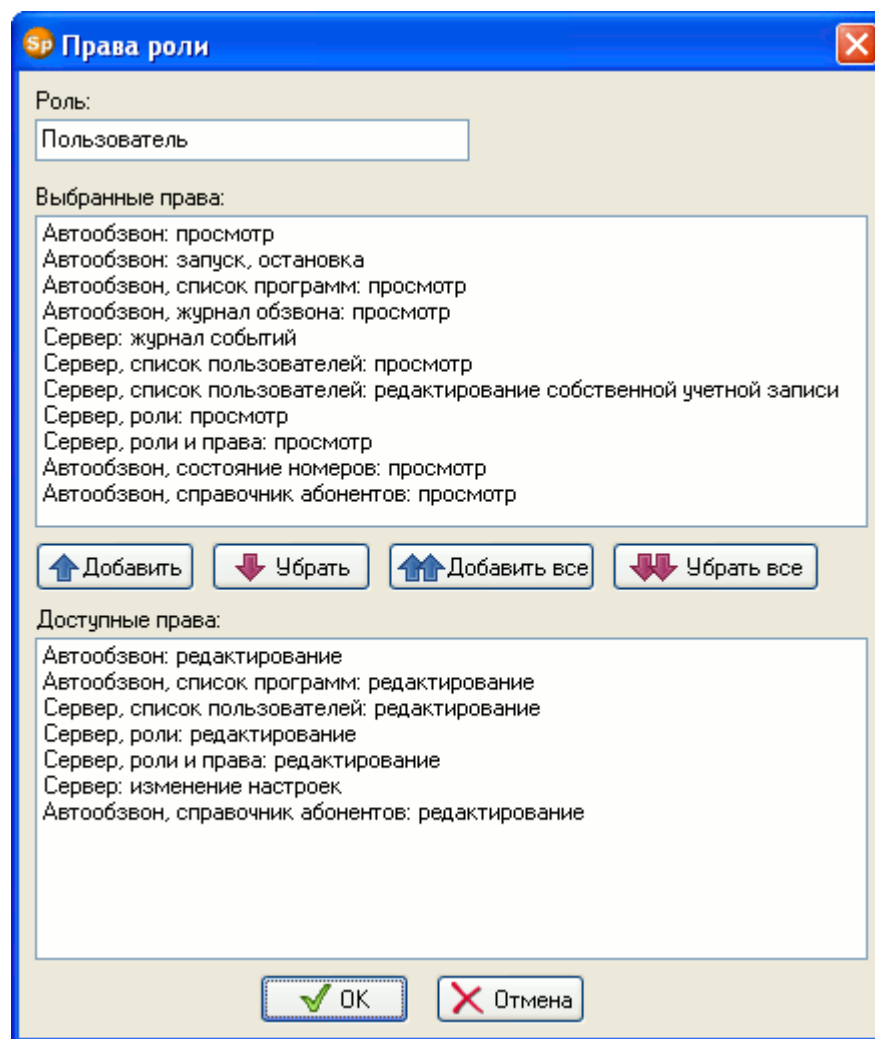 Sp Права роли
Роль:
Пользователь
Выбранные права:
Автообзвон: просмотр
Автообзвон: запуск, остановка
Автообзвон, список программ: просмотр
Автообзвон, журнал обзвона: просмотр
Сервер: журнал событий
Сервер, список пользователей: просмотр
Сервер, список пользователей: редактирование собственной учетной записи
Сервер, роли: просмотр
Сервер, роли и права: просмотр
Автообзвон, состояние номеров: просмотр
Автообзвон, справочник абонентов: просмотр
Добавить Убрать Добавить все Убрать все
Доступные права:
Автообзвон: редактирование
Автообзвон, список программ: редактирование
Сервер, список пользователей: редактирование
Сервер, роли: редактирование
Сервер, роли и права: редактирование
Сервер: изменение настроек
Автообзвон, справочник абонентов: редактирование
OK Отмена